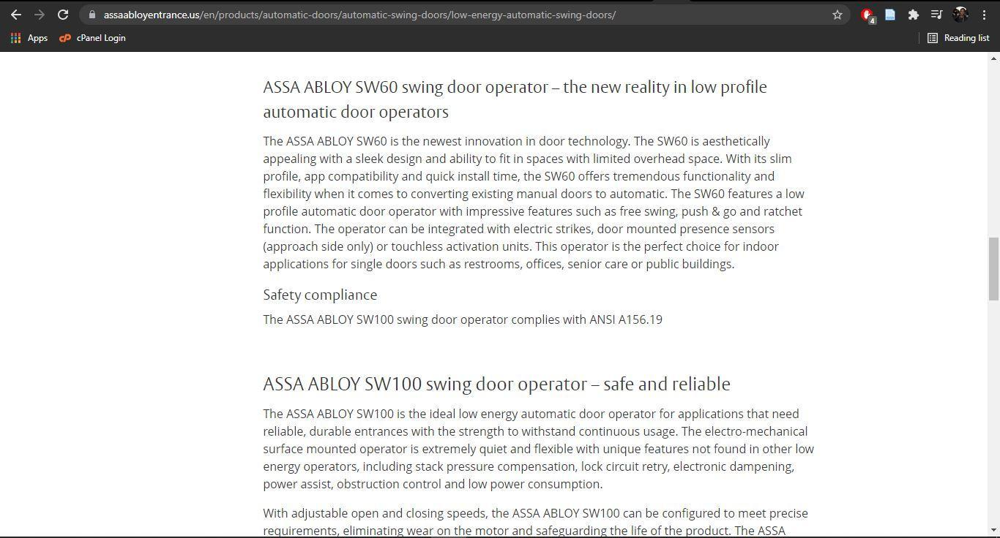 assaabloyentrance.us/en/products/automatic-doors/automatic-swing-doors/low-energy-automatic-swing-doors/
4
Apps
cP cPanel Login
Reading list
ASSA ABLOY SW60 swing door operator – the new reality in low profile
automatic door operators
The ASSA ABLOY SW60 is the newest innovation in door technology. The SW60 is aesthetically
appealing with a sleek design and ability to fit in spaces with limited overhead space. With its slim
profile, app compatibility and quick install time, the SW60 offers tremendous functionality and
flexibility when it comes to converting existing manual doors to automatic. The SW60 features a low
profile automatic door operator with impressive features such as free swing, push & go and ratchet
function. The operator can be integrated with electric strikes, door mounted presence sensors
(approach side only) or touchless activation units. This operator is the perfect choice for indoor
applications for single doors such as restrooms, offices, senior care or public buildings.
Safety compliance
The ASSA ABLOY SW100 swing door operator complies with ANSI A156.19
ASSA ABLOY SW100 swing door operator – safe and reliable
The ASSA ABLOY SW100 is the ideal low energy automatic door operator for applications that need
reliable, durable entrances with the strength to withstand continuous usage. The electro-mechanical
surface mounted operator is extremely quiet and flexible with unique features not found in other low
energy operators, including stack pressure compensation, lock circuit retry, electronic dampening,
power assist, obstruction control and low power consumption.
With adjustable open and closing speeds, the ASSA ABLOY SW100 can be configured to meet precise
requirements, eliminating wear on the motor and safeguarding the life of the product. The ASSA